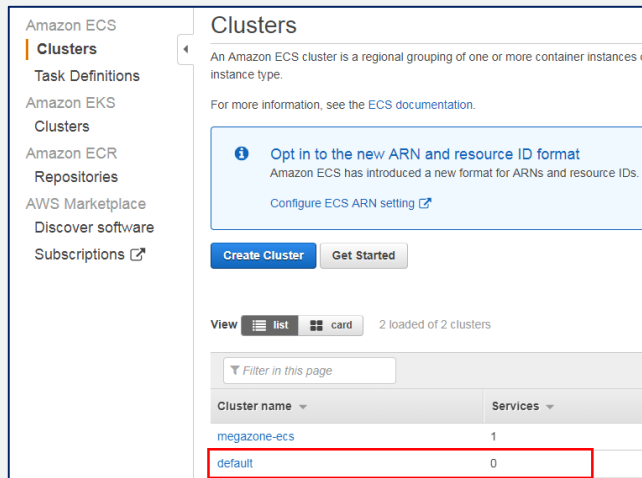 Amazon ECS
Clusters
Task Definitions
Amazon EKS
Clusters
Amazon ECR
Repositories
AWS Marketplace
Discover software
Subscriptions
Clusters
An Amazon ECS cluster is a regional grouping of one or more container instances
instance type.
For more information, see the ECS documentation.
Opt in to the new ARN and resource ID format
Amazon ECS has introduced a new format for ARNs and resource IDs.
Configure ECS ARN setting
Create Cluster Get Started
View list card 2 loaded of 2 clusters
Filter in this page
Cluster name Services
megazone-ecs 1
default 0